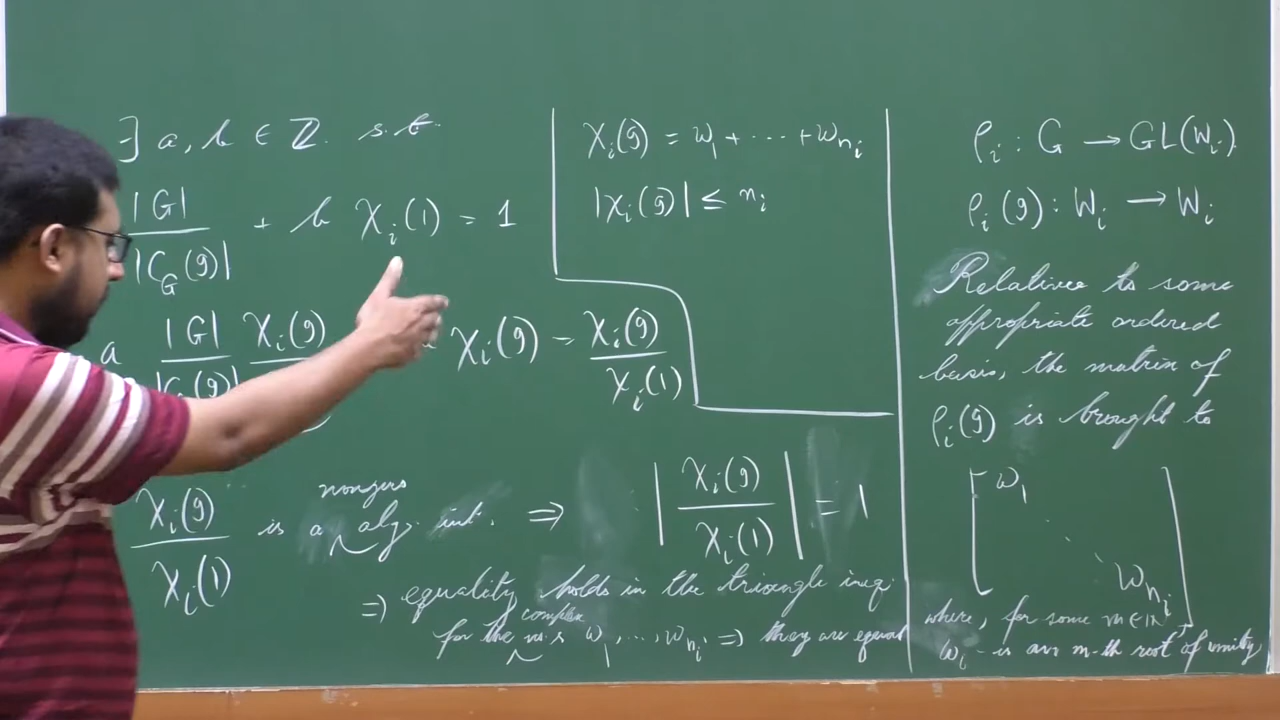 ∃ a, b ∈ ℤ s.t.
|G| / |C_G(g)| + b χ_i(1) = 1
a |G| / |C_G(g)| χ_i(g) χ_i(g) = χ_i(g) / χ_i(1)
χ_i(g) / χ_i(1) is a nonzero alg. int. ⇒ | χ_i(g) / χ_i(1) | = 1
⇒ equality holds in the triangle ineq.
for the complex no.s ω_1, ..., ω_{n_i} ⇒ they are equal
χ_i(g) = ω_1 + ... + ω_{n_i}
|χ_i(g)| ≤ n_i
ρ_i : G → GL(W_i)
ρ_i(g) : W_i → W_i
Relative to some
appropriate ordered
basis, the matrix of
ρ_i(g) is brought to
[ ω_1
⋱
ω_{n_i} ]
where, for some m ∈ ℕ,
ω_i is an m-th root of unity